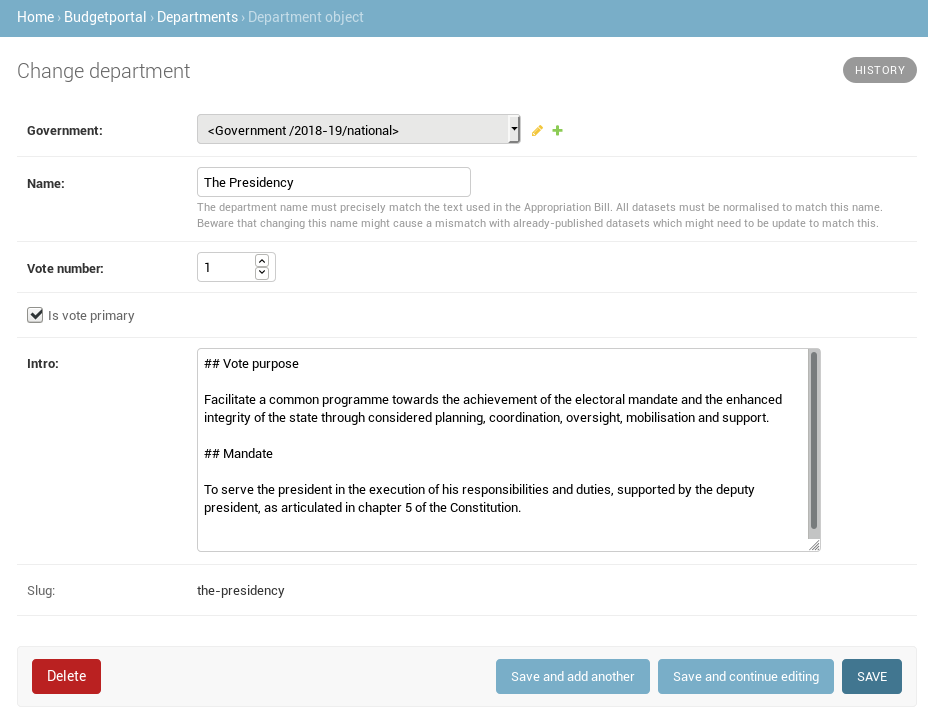 Home › Budgetportal › Departments › Department object
Change department
HISTORY
Government:
<Government /2018-19/national>
Name:
The Presidency
The department name must precisely match the text used in the Appropriation Bill. All datasets must be normalised to match this name.
Beware that changing this name might cause a mismatch with already-published datasets which might need to be update to match this.
Vote number:
1
Is vote primary
Intro:
## Vote purpose
Facilitate a common programme towards the achievement of the electoral mandate and the enhanced
integrity of the state through considered planning, coordination, oversight, mobilisation and support.
## Mandate
To serve the president in the execution of his responsibilities and duties, supported by the deputy
president, as articulated in chapter 5 of the Constitution.
Slug:
the-presidency
Delete
Save and add another
Save and continue editing
SAVE